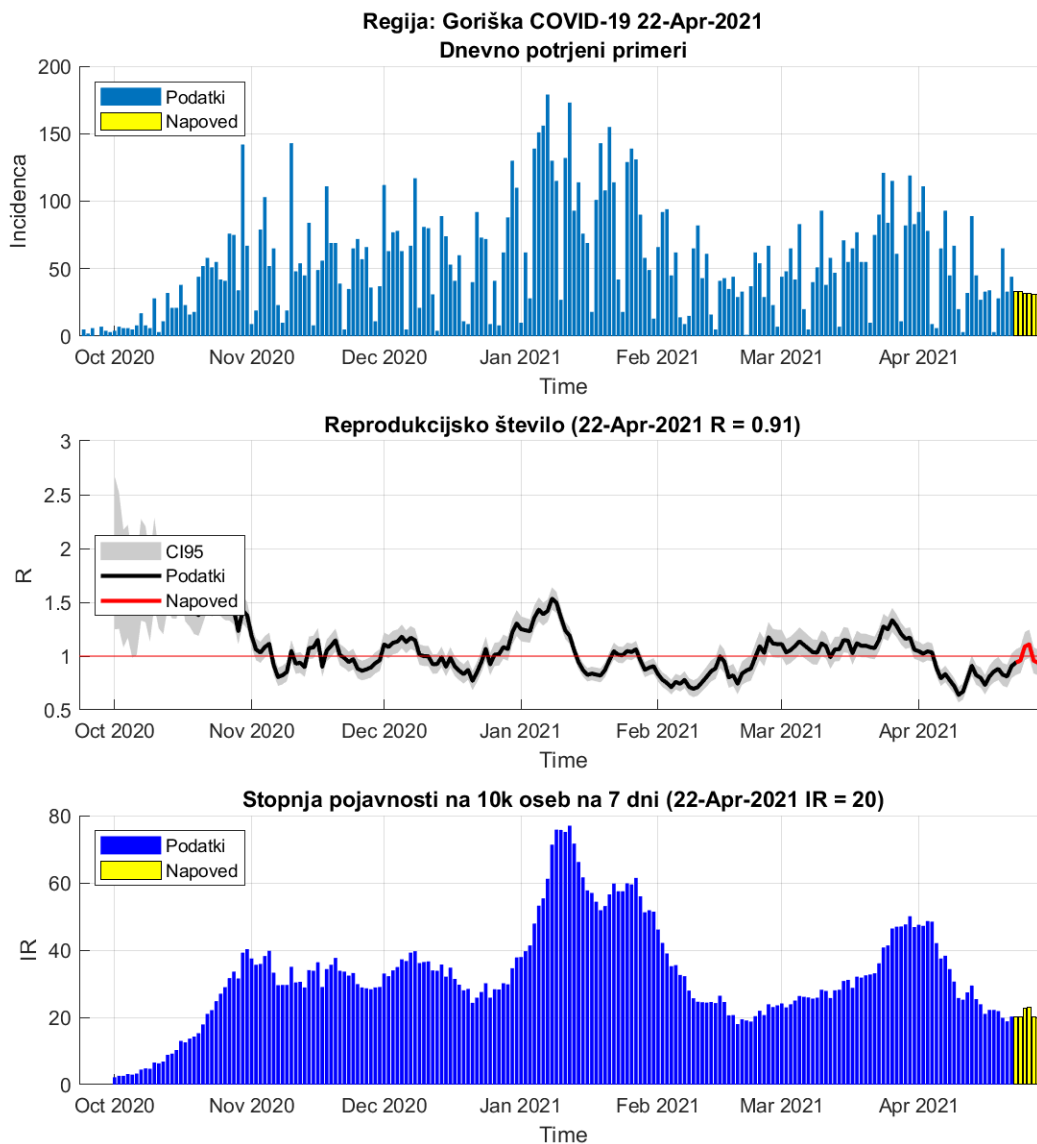 Regija: Goriška COVID-19 22-Apr-2021
Dnevno potrjeni primeri
200
150
100
50
0
Incidenca
Podatki
Napoved
Oct 2020 Nov 2020 Dec 2020 Jan 2021 Feb 2021 Mar 2021 Apr 2021
Time
Reprodukcijsko število (22-Apr-2021 R = 0.91)
3
2.5
2
1.5
1
0.5
R
CI95
Podatki
Napoved
Oct 2020 Nov 2020 Dec 2020 Jan 2021 Feb 2021 Mar 2021 Apr 2021
Time
Stopnja pojavnosti na 10k oseb na 7 dni (22-Apr-2021 IR = 20)
80
60
40
20
0
IR
Podatki
Napoved
Oct 2020 Nov 2020 Dec 2020 Jan 2021 Feb 2021 Mar 2021 Apr 2021
Time